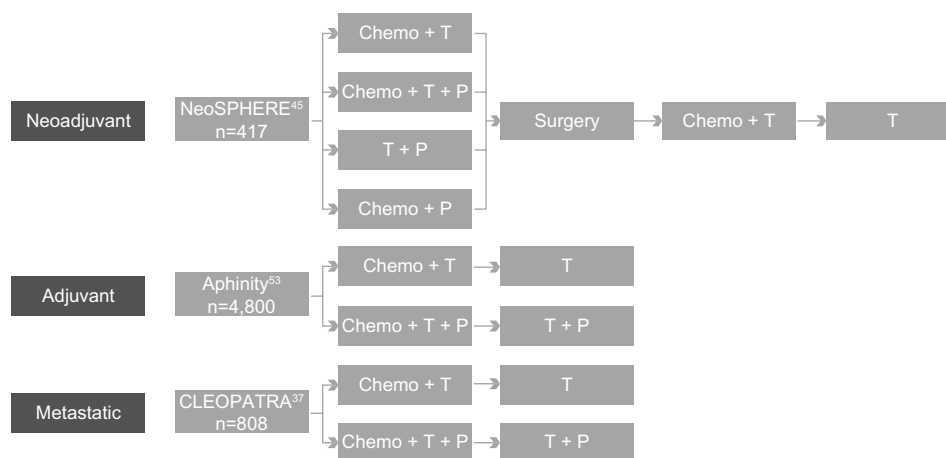 Chemo + T
Chemo + T + P
Neoadjuvant
NeoSPHERE⁴⁵
n=417
Surgery
Chemo + T
T
T + P
Chemo + P
Adjuvant
Aphinity⁵³
n=4,800
Chemo + T
T
Chemo + T + P
T + P
Metastatic
CLEOPATRA³⁷
n=808
Chemo + T
T
Chemo + T + P
T + P